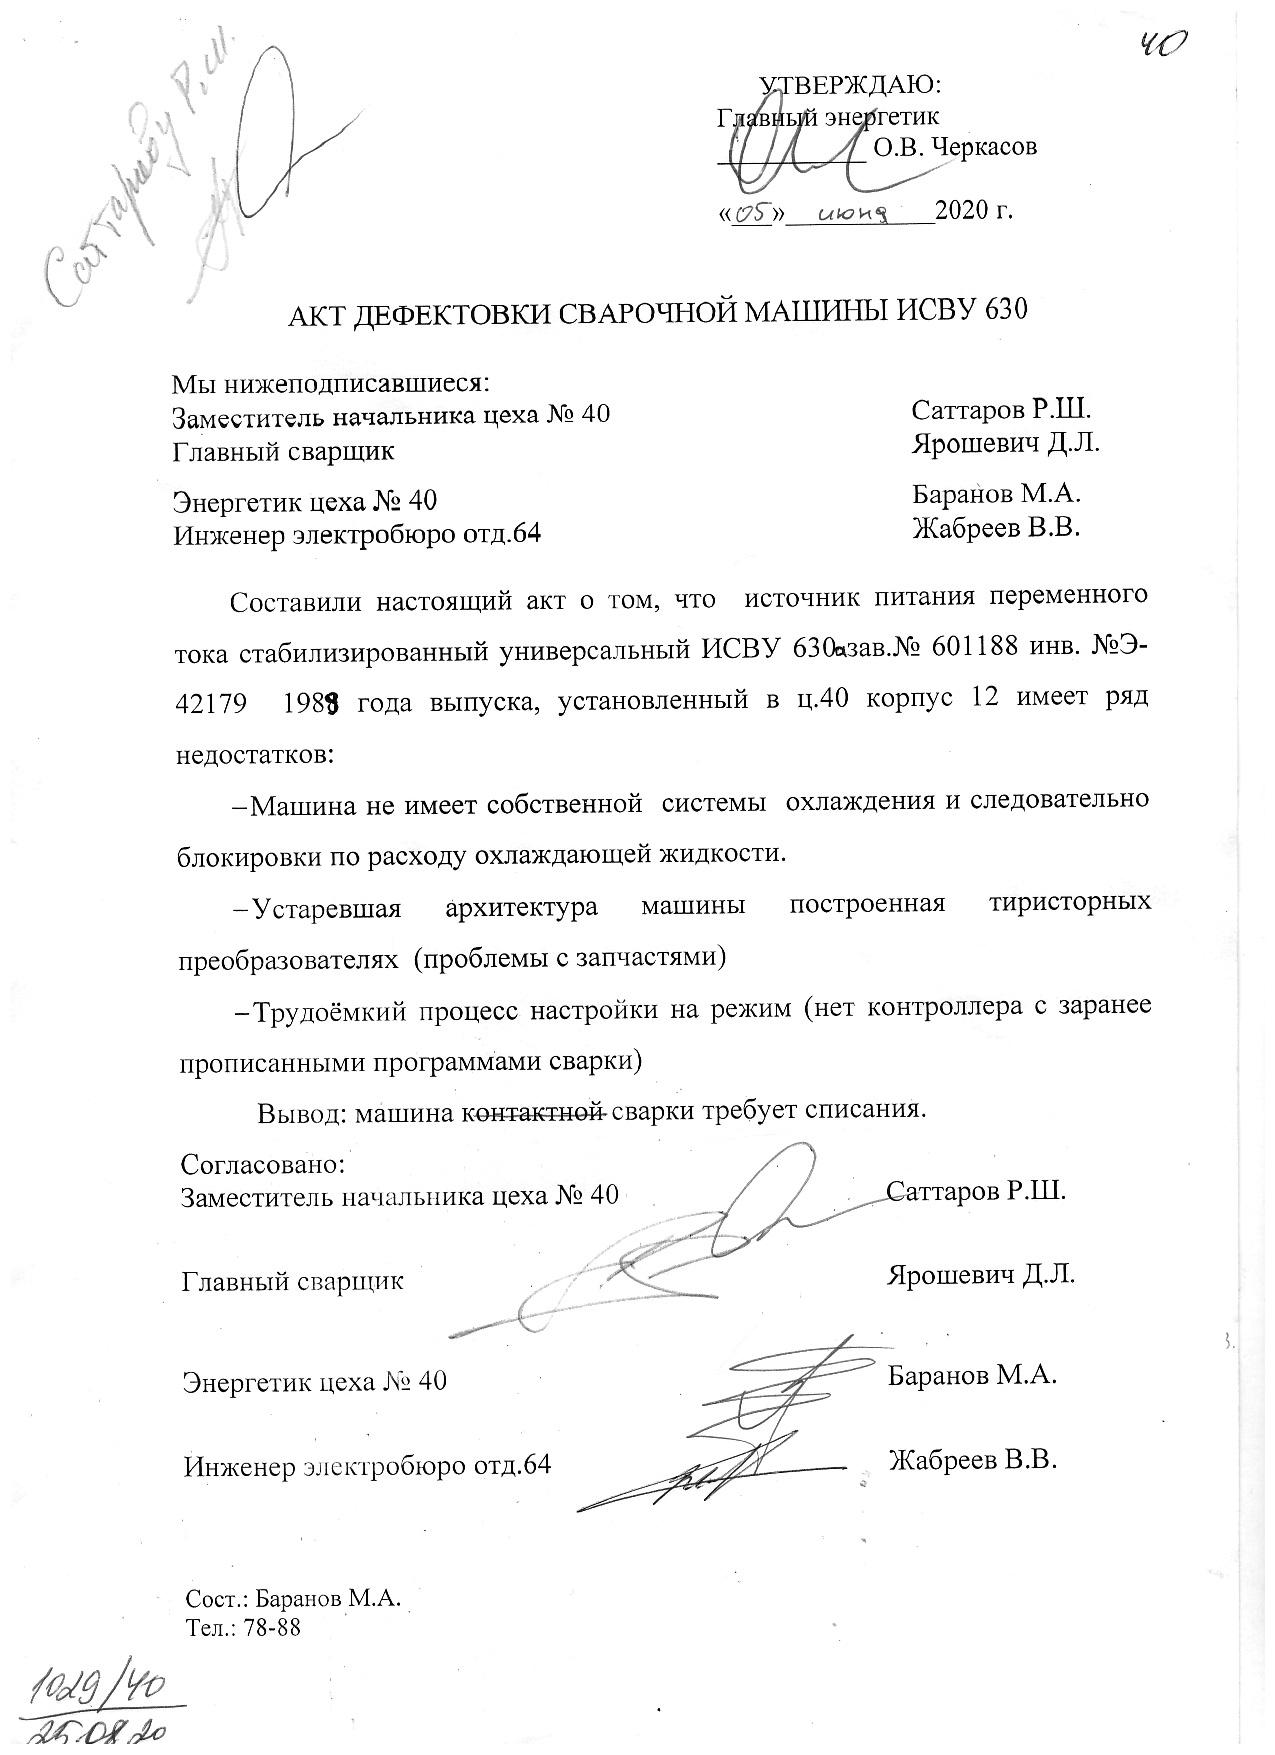 40
Саттарову Р.Ш.
УТВЕРЖДАЮ:
Главный энергетик
___________ О.В. Черкасов
«05» июня 2020 г.
АКТ ДЕФЕКТОВКИ СВАРОЧНОЙ МАШИНЫ ИСВУ 630
Мы нижеподписавшиеся:
Заместитель начальника цеха № 40 Саттаров Р.Ш.
Главный сварщик Ярошевич Д.Л.
Энергетик цеха № 40 Баранов М.А.
Инженер электробюро отд.64 Жабреев В.В.
Составили настоящий акт о том, что источник питания переменного
тока стабилизированный универсальный ИСВУ 630 зав.№ 601188 инв. №Э-
42179 1989 года выпуска, установленный в ц.40 корпус 12 имеет ряд
недостатков:
–Машина не имеет собственной системы охлаждения и следовательно
блокировки по расходу охлаждающей жидкости.
–Устаревшая архитектура машины построенная тиристорных
преобразователях (проблемы с запчастями)
–Трудоёмкий процесс настройки на режим (нет контроллера с заранее
прописанными программами сварки)
Вывод: машина контактной сварки требует списания.
Согласовано:
Заместитель начальника цеха № 40 Саттаров Р.Ш.
Главный сварщик Ярошевич Д.Л.
Энергетик цеха № 40 Баранов М.А.
Инженер электробюро отд.64 Жабреев В.В.
Сост.: Баранов М.А.
Тел.: 78-88
1029/40
25.08.20